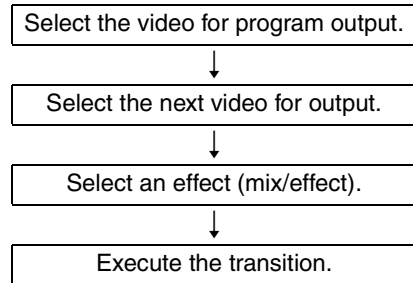 Select the video for program output.
Select the next video for output.
Select an effect (mix/effect).
Execute the transition.